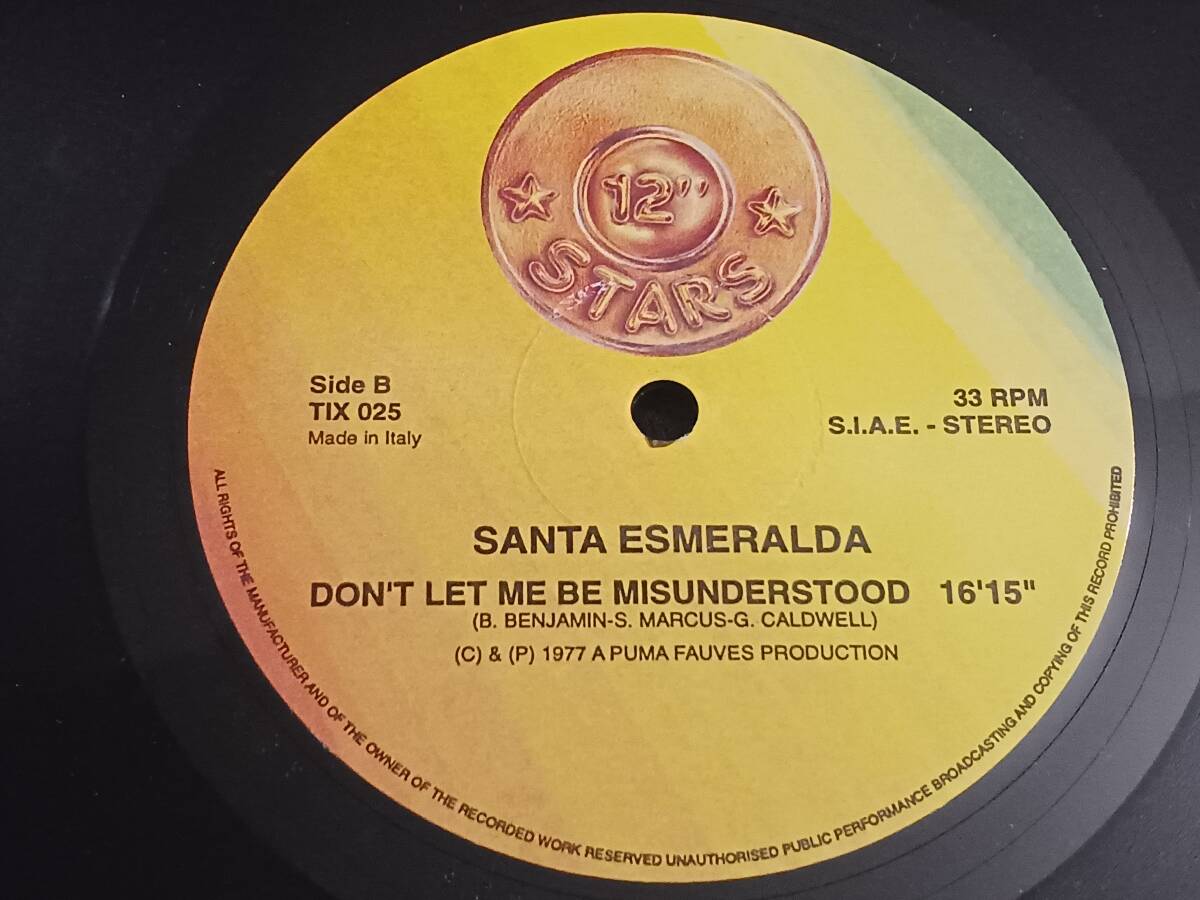 12"
STARS
Side B
TIX 025
Made in Italy
33 RPM
S.I.A.E. - STEREO
SANTA ESMERALDA
DON'T LET ME BE MISUNDERSTOOD 16'15"
(B. BENJAMIN-S. MARCUS-G. CALDWELL)
(C) & (P) 1977 A PUMA FAUVES PRODUCTION
ALL RIGHTS OF THE MANUFACTURER AND OF THE OWNER OF THE RECORDED WORK RESERVED UNAUTHORISED PUBLIC PERFORMANCE BROADCASTING AND COPYING OF THIS RECORD PROHIBITED